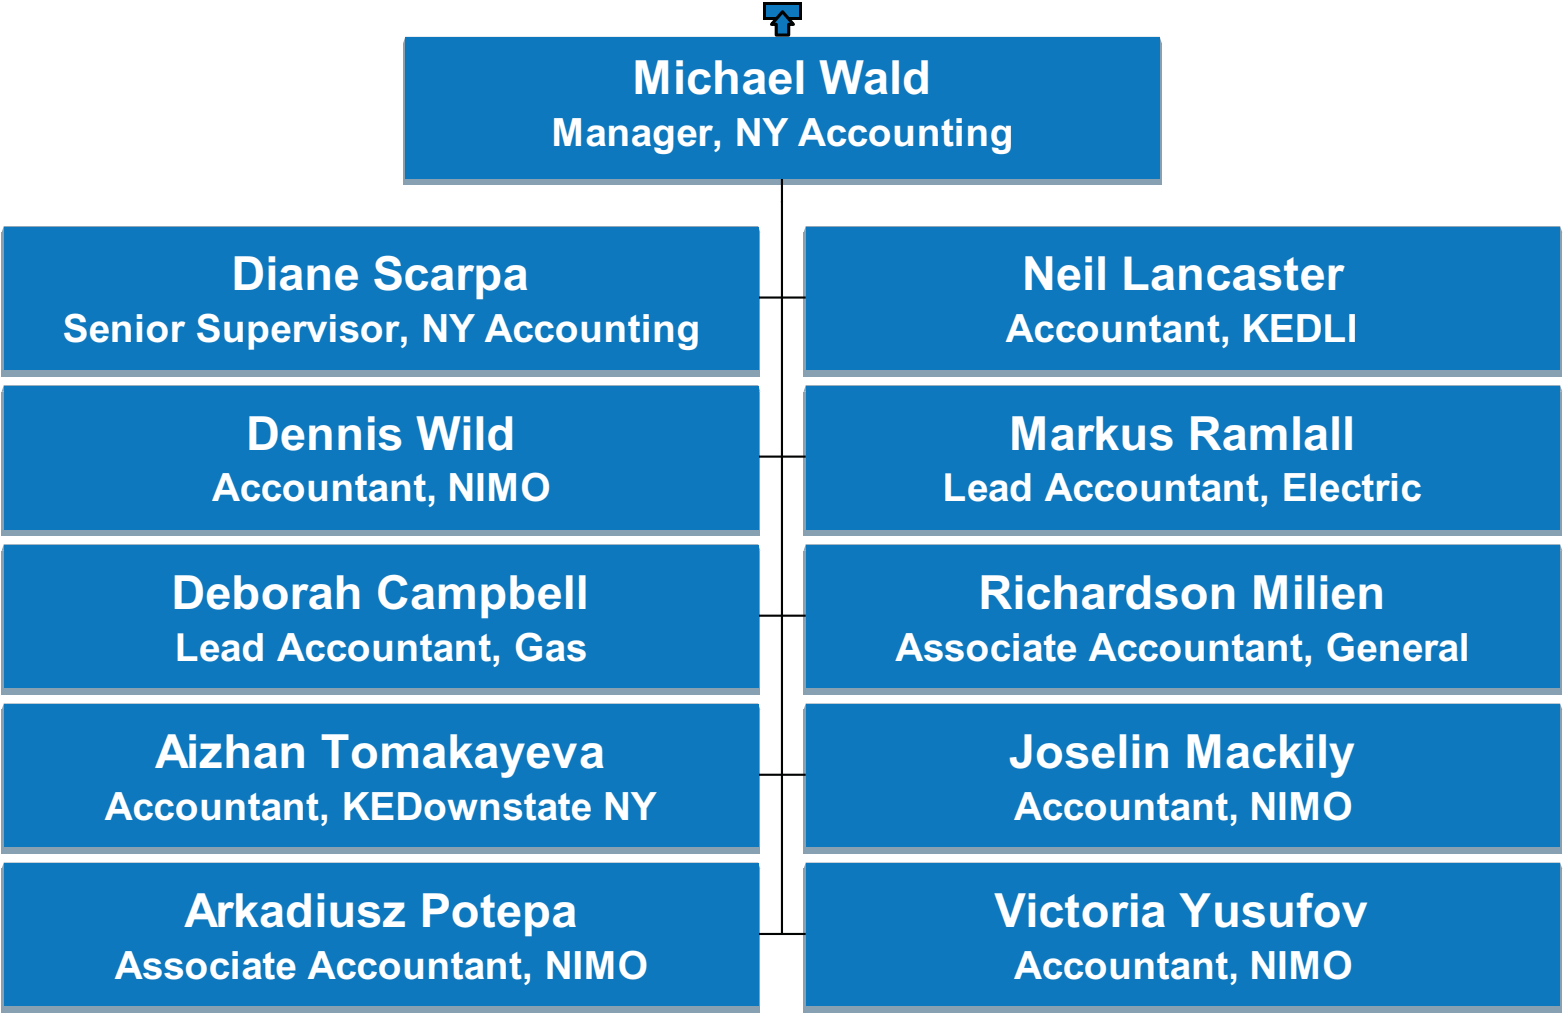 Michael Wald
Manager, NY Accounting
Diane Scarpa
Senior Supervisor, NY Accounting
Neil Lancaster
Accountant, KEDLI
Dennis Wild
Accountant, NIMO
Markus Ramlall
Lead Accountant, Electric
Deborah Campbell
Lead Accountant, Gas
Richardson Milien
Associate Accountant, General
Aizhan Tomakayeva
Accountant, KEDownstate NY
Joselin Mackily
Accountant, NIMO
Arkadiusz Potepa
Associate Accountant, NIMO
Victoria Yusufov
Accountant, NIMO